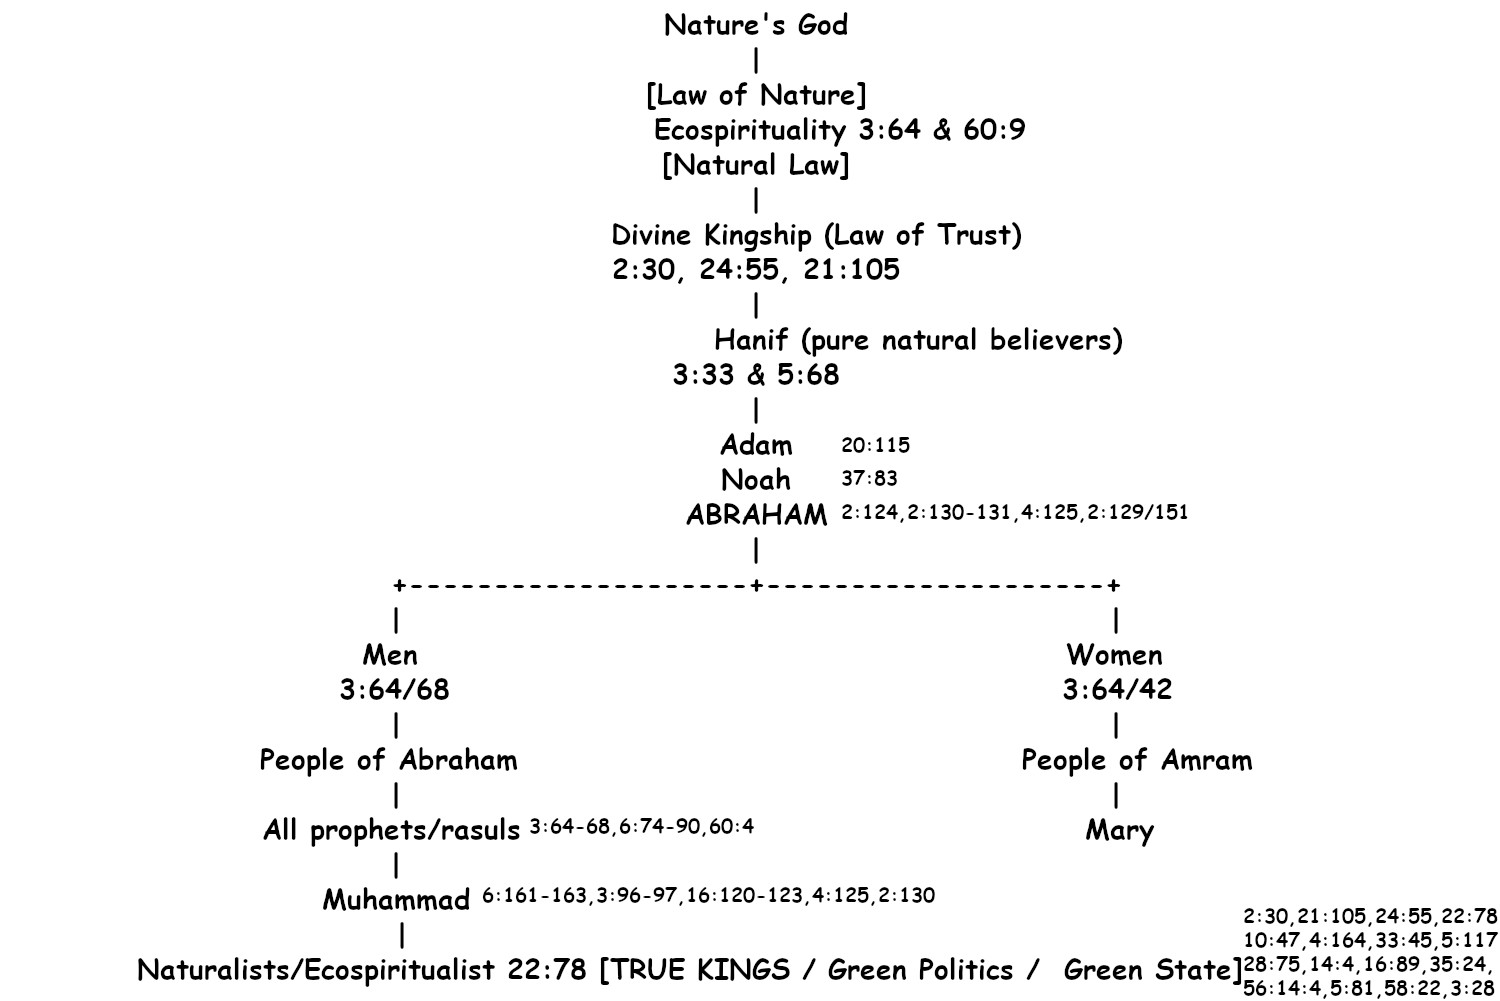 Nature's God
|
[Law of Nature]
Ecospirituality 3:64 & 60:9
[Natural Law]
|
Divine Kingship (Law of Trust)
2:30, 24:55, 21:105
|
Hanif (pure natural believers)
3:33 & 5:68
|
Adam 20:115
Noah 37:83
ABRAHAM 2:124,2:130-131,4:125,2:129/151
|
+--------------------+--------------------+
| |
Men Women
3:64/68 3:64/42
| |
People of Abraham People of Amram
| |
All prophets/rasuls 3:64-68,6:74-90,60:4 Mary
|
Muhammad 6:161-163,3:96-97,16:120-123,4:125,2:130
|
Naturalists/Ecospiritualist 22:78 [TRUE KINGS / Green Politics / Green State]
2:30,21:105,24:55,22:78
10:47,4:164,33:45,5:117
28:75,14:4,16:89,35:24,
56:14:4,5:81,58:22,3:28